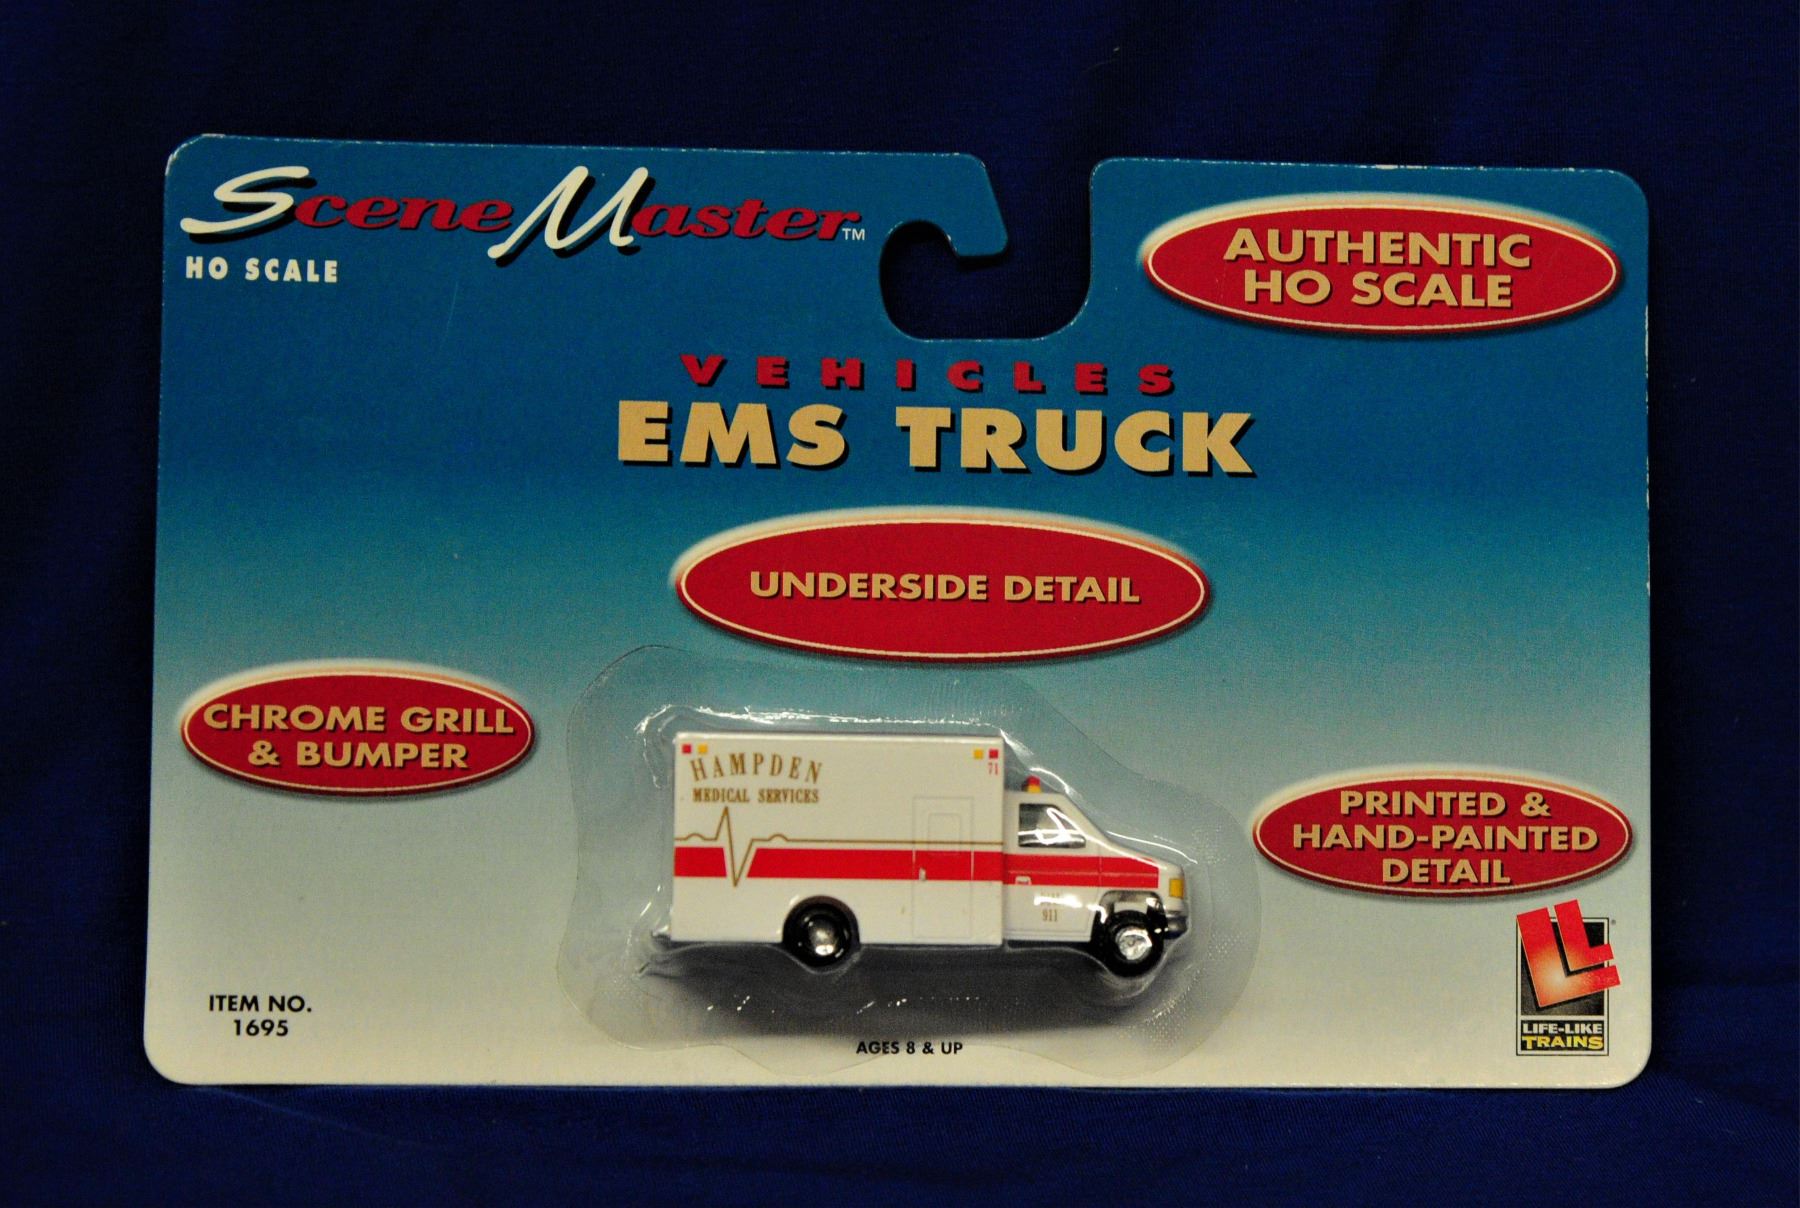 SceneMaster™
HO SCALE
AUTHENTIC
HO SCALE
VEHICLES
EMS TRUCK
UNDERSIDE DETAIL
CHROME GRILL
& BUMPER
HAMPDEN
MEDICAL SERVICES
71
911
PRINTED &
HAND-PAINTED
DETAIL
ITEM NO.
1695
AGES 8 & UP
LL®
LIFE-LIKE
TRAINS